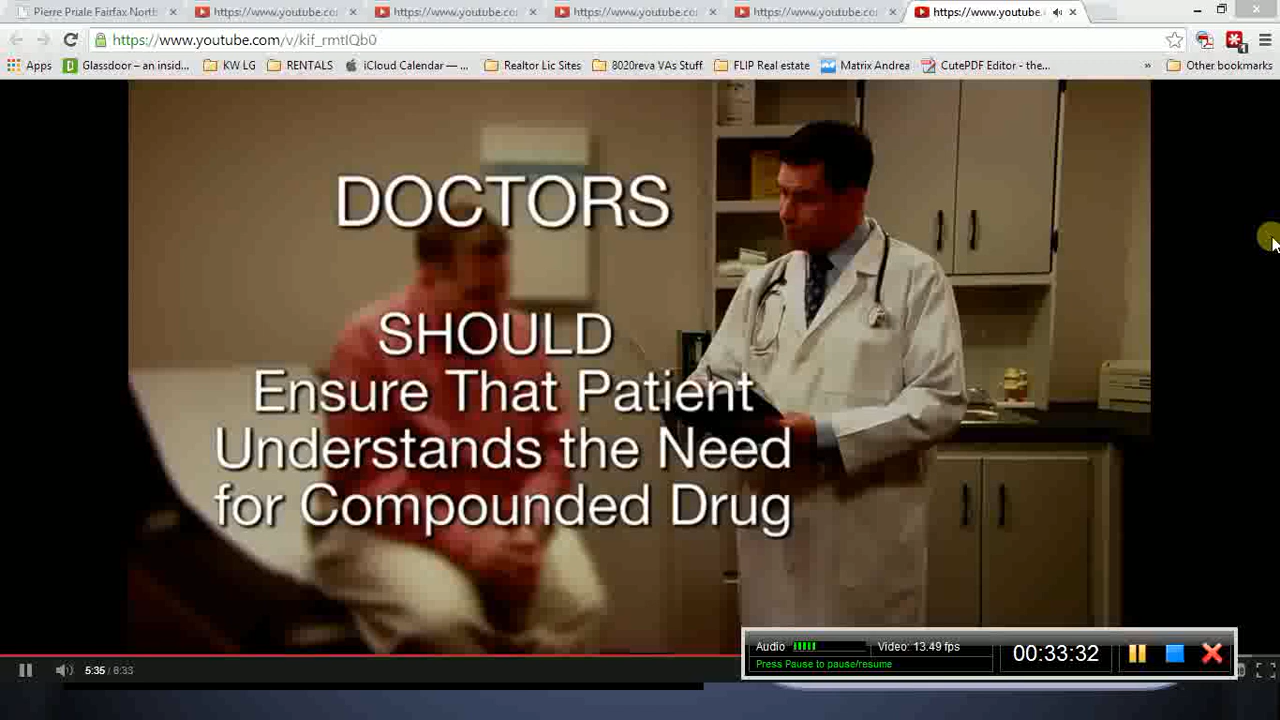 Pierre Priale Fairfax North
https://www.youtube.co
https://www.youtube.co
https://www.youtube.co
https://www.youtube.co
https://www.youtube.
https://www.youtube.com/v/kif_rmtIQb0
Apps
Glassdoor – an insid...
KW LG
RENTALS
iCloud Calendar — ...
Realtor Lic Sites
8020reva VAs Stuff
FLIP Real estate
Matrix Andrea
CutePDF Editor - the...
»
Other bookmarks
DOCTORS
SHOULD
Ensure That Patient
Understands the Need
for Compounded Drug
Audio
Video: 13.49 fps
00:33:32
Press Pause to pause/resume
5:35 / 6:33